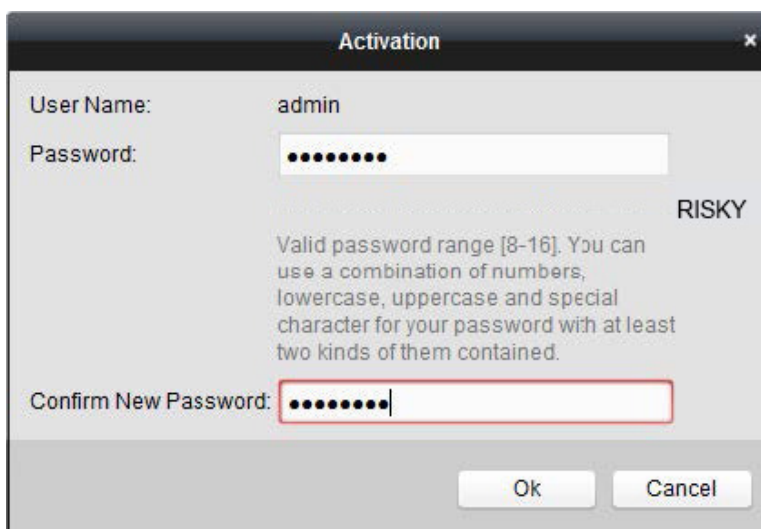 Activation
×
User Name: admin
Password: ●●●●●●●●
RISKY
Valid password range [8-16]. You can
use a combination of numbers,
lowercase, uppercase and special
character for your password with at least
two kinds of them contained.
Confirm New Password: ●●●●●●●●
Ok Cancel